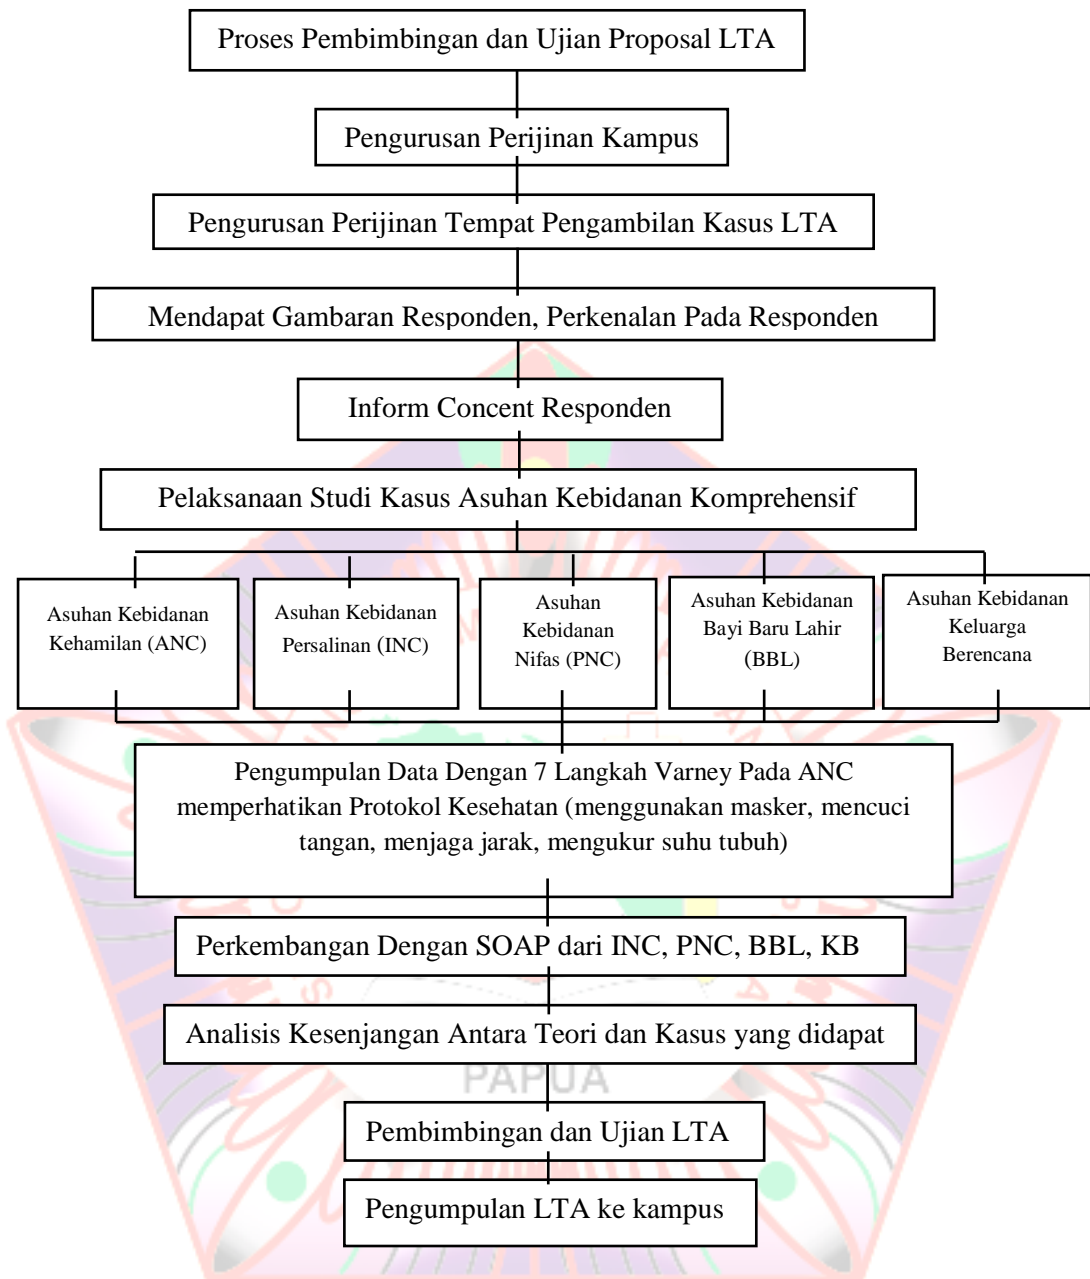 Proses Pembimbingan dan Ujian Proposal LTA
Pengurusan Perijinan Kampus
Pengurusan Perijinan Tempat Pengambilan Kasus LTA
Mendapat Gambaran Responden, Perkenalan Pada Responden
Inform Concent Responden
Pelaksanaan Studi Kasus Asuhan Kebidanan Komprehensif
Asuhan Kebidanan
Kehamilan (ANC)
Asuhan Kebidanan
Persalinan (INC)
Asuhan
Kebidanan
Nifas (PNC)
Asuhan Kebidanan
Bayi Baru Lahir
(BBL)
Asuhan Kebidanan
Keluarga
Berencana
Pengumpulan Data Dengan 7 Langkah Varney Pada ANC
memperhatikan Protokol Kesehatan (menggunakan masker, mencuci
tangan, menjaga jarak, mengukur suhu tubuh)
Perkembangan Dengan SOAP dari INC, PNC, BBL, KB
Analisis Kesenjangan Antara Teori dan Kasus yang didapat
PAPUA
Pembimbingan dan Ujian LTA
Pengumpulan LTA ke kampus